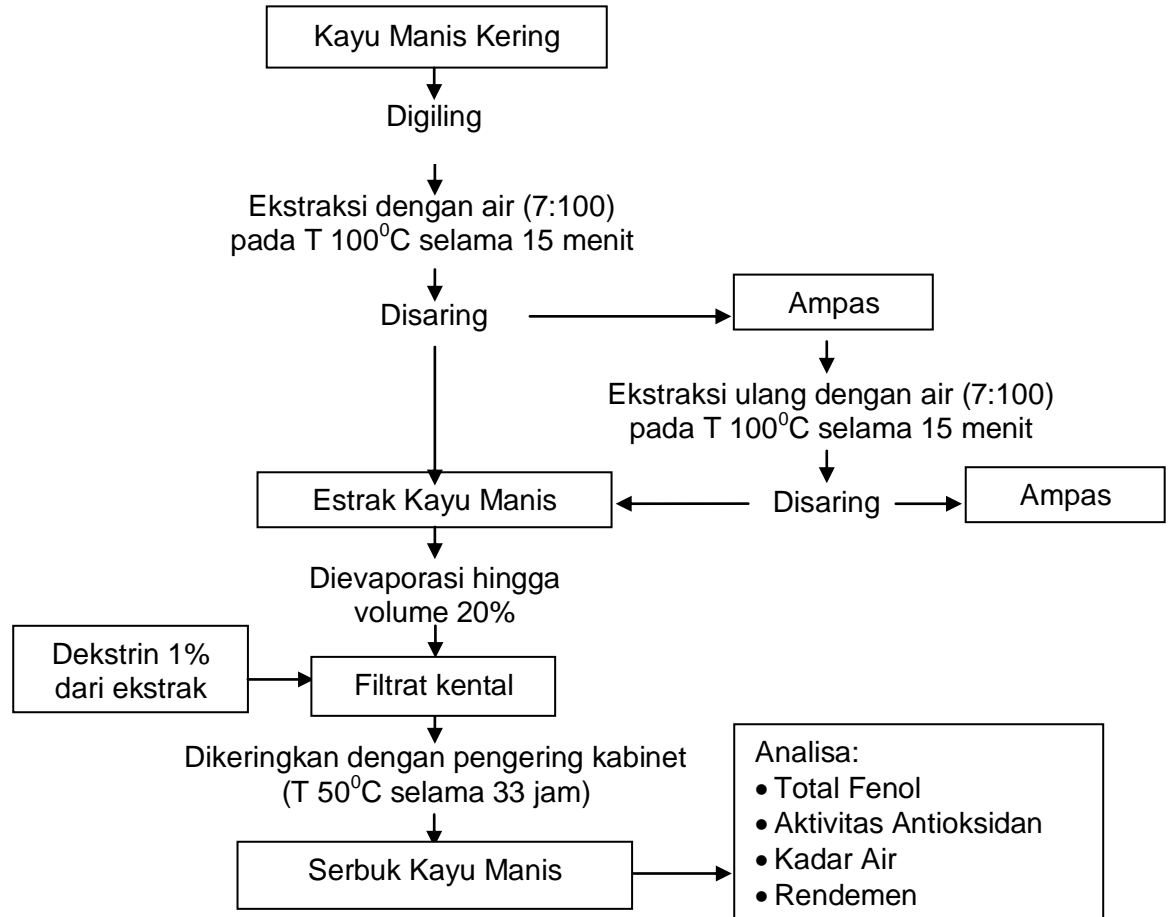 Kayu Manis Kering
Digiling
Ekstraksi dengan air (7:100)
pada T 100⁰C selama 15 menit
Disaring
Ampas
Ekstraksi ulang dengan air (7:100)
pada T 100⁰C selama 15 menit
Estrak Kayu Manis
Disaring
Ampas
Dievaporasi hingga
volume 20%
Dekstrin 1%
dari ekstrak
Filtrat kental
Dikeringkan dengan pengering kabinet
(T 50⁰C selama 33 jam)
Serbuk Kayu Manis
Analisa:
• Total Fenol
• Aktivitas Antioksidan
• Kadar Air
• Rendemen